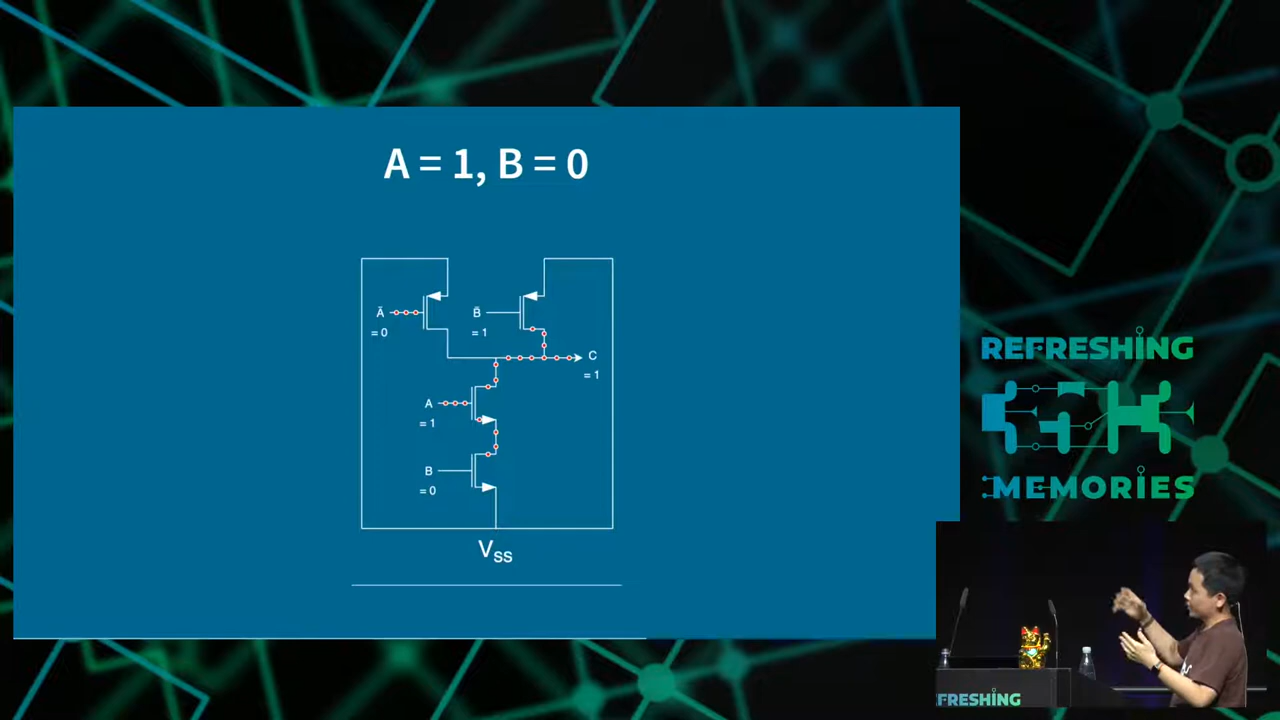 A = 1, B = 0
Ā
= 0
B̄
= 1
C
= 1
A
= 1
B
= 0
VSS
REFRESHING
MEMORIES
FRESHING